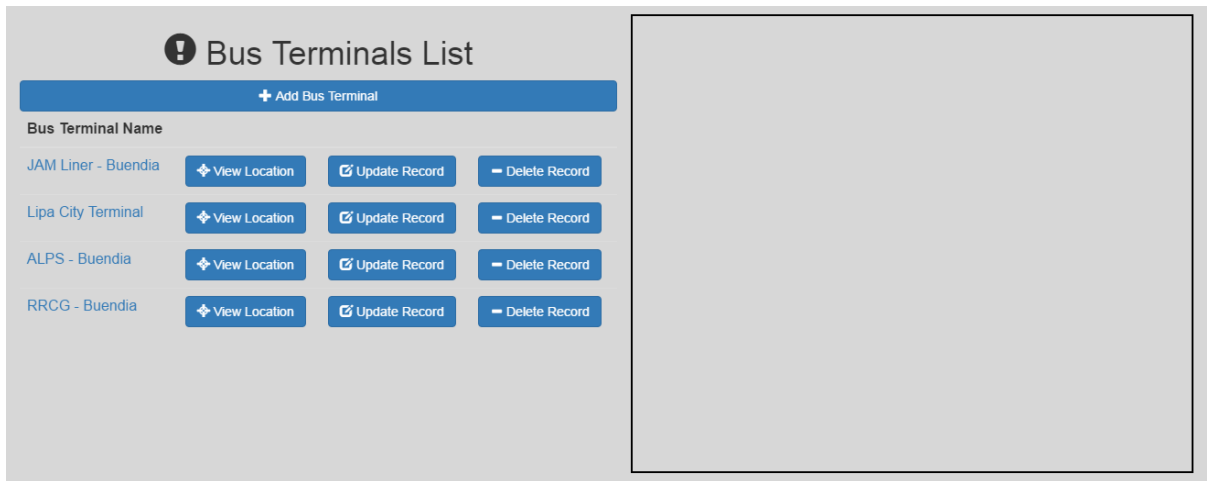 Bus Terminals List
Add Bus Terminal
Bus Terminal Name
JAM Liner - Buendia View Location Update Record Delete Record
Lipa City Terminal View Location Update Record Delete Record
ALPS - Buendia View Location Update Record Delete Record
RRCG - Buendia View Location Update Record Delete Record